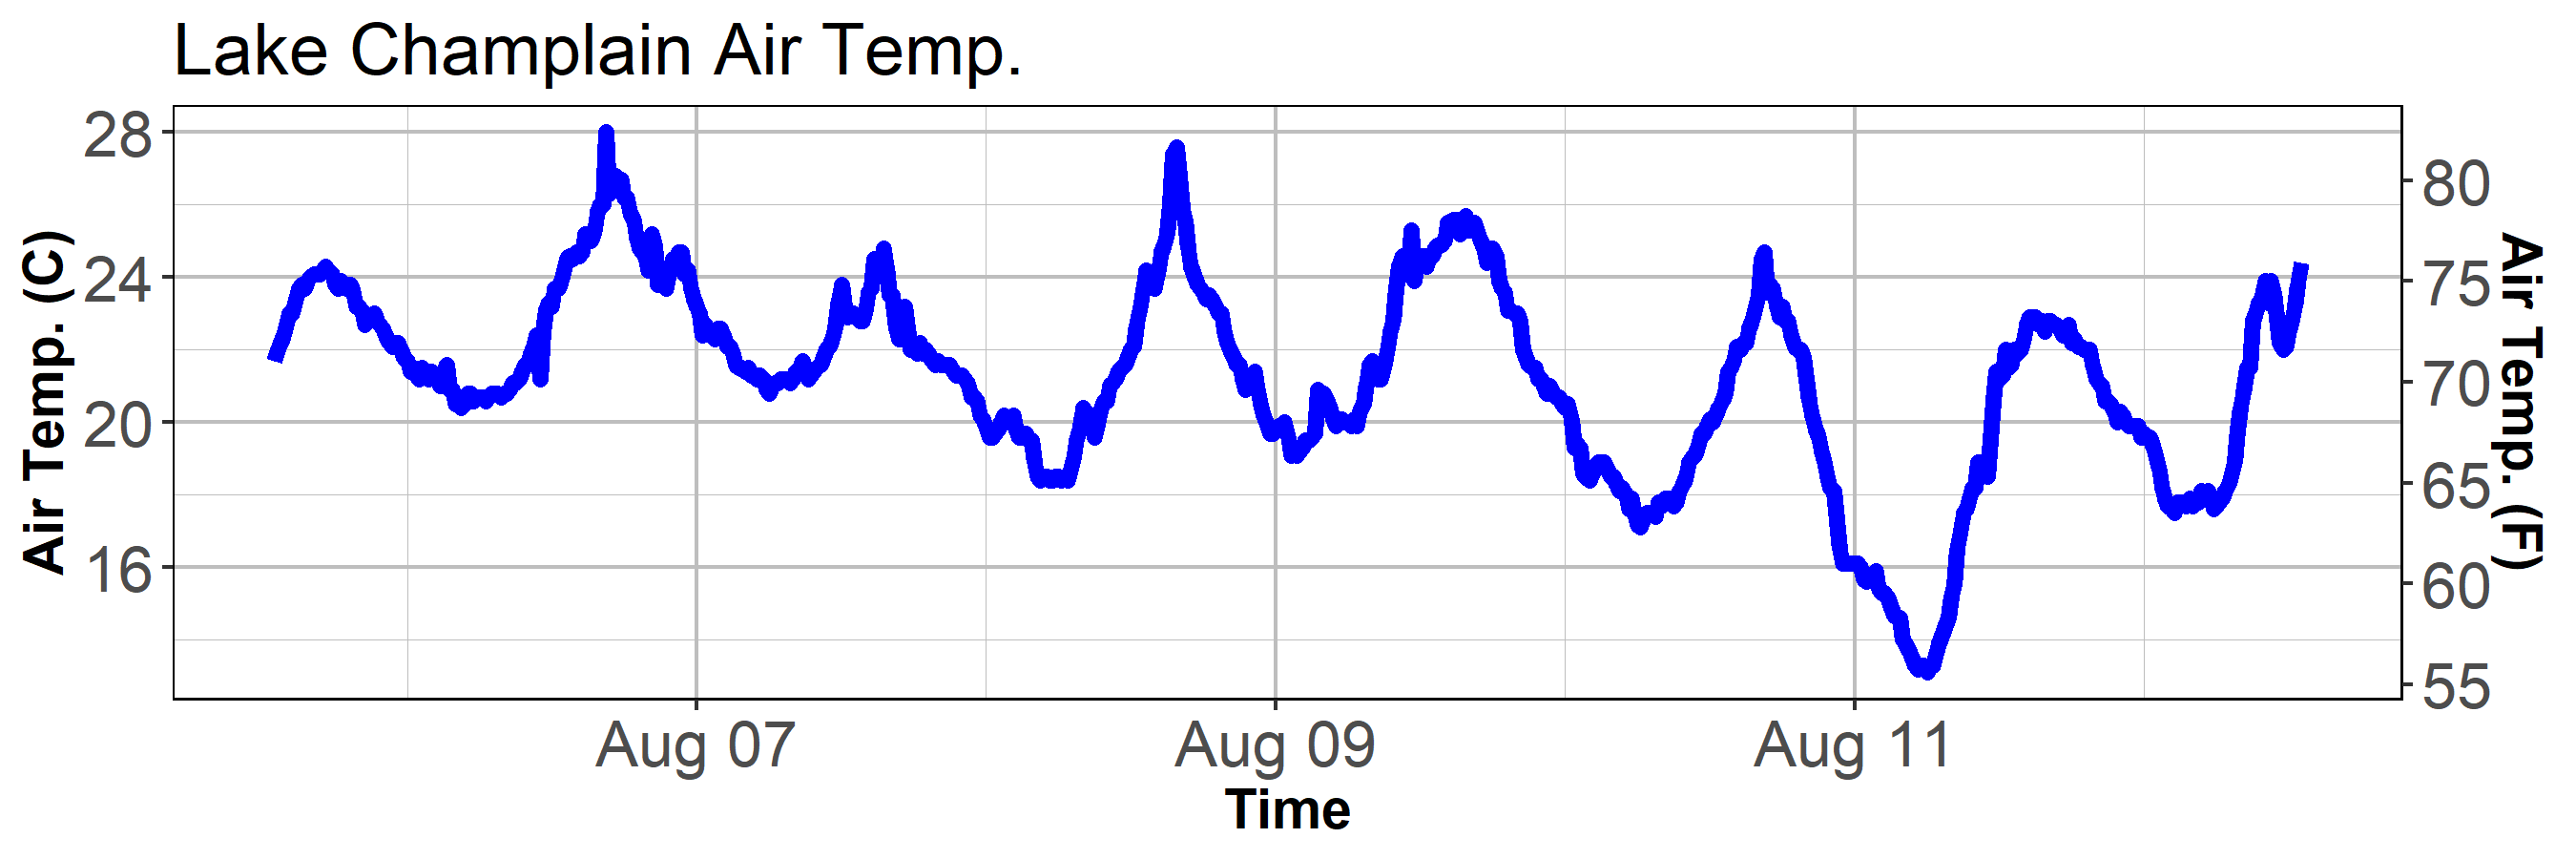 Lake Champlain Air Temp.
28
24
20
16
Air Temp. (C)
80
75
70
65
60
55
Air Temp. (F)
Aug 07
Aug 09
Aug 11
Time